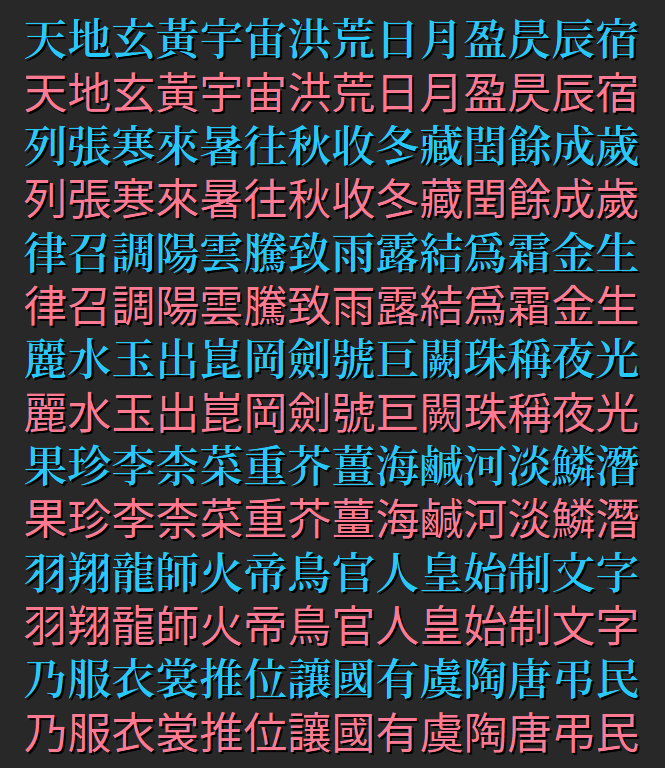 天地玄黃宇宙洪荒日月盈昃辰宿
天地玄黃宇宙洪荒日月盈昃辰宿
列張寒來暑往秋收冬藏閏餘成歲
列張寒來暑往秋收冬藏閏餘成歲
律召調陽雲騰致雨露結爲霜金生
律召調陽雲騰致雨露結爲霜金生
麗水玉出崑岡劍號巨闕珠稱夜光
麗水玉出崑岡劍號巨闕珠稱夜光
果珍李柰菜重芥薑海鹹河淡鱗潛
果珍李柰菜重芥薑海鹹河淡鱗潛
羽翔龍師火帝鳥官人皇始制文字
羽翔龍師火帝鳥官人皇始制文字
乃服衣裳推位讓國有虞陶唐弔民
乃服衣裳推位讓國有虞陶唐弔民